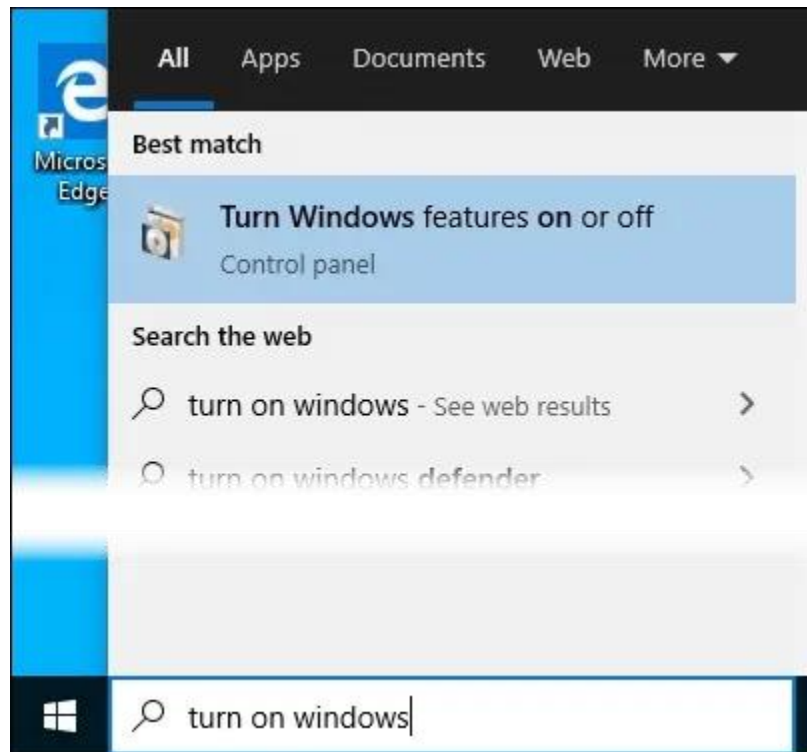 All Apps Documents Web More
Micros
Edge
Best match
Turn Windows features on or off
Control panel
Search the web
turn on windows - See web results
turn on windows defender
turn on windows